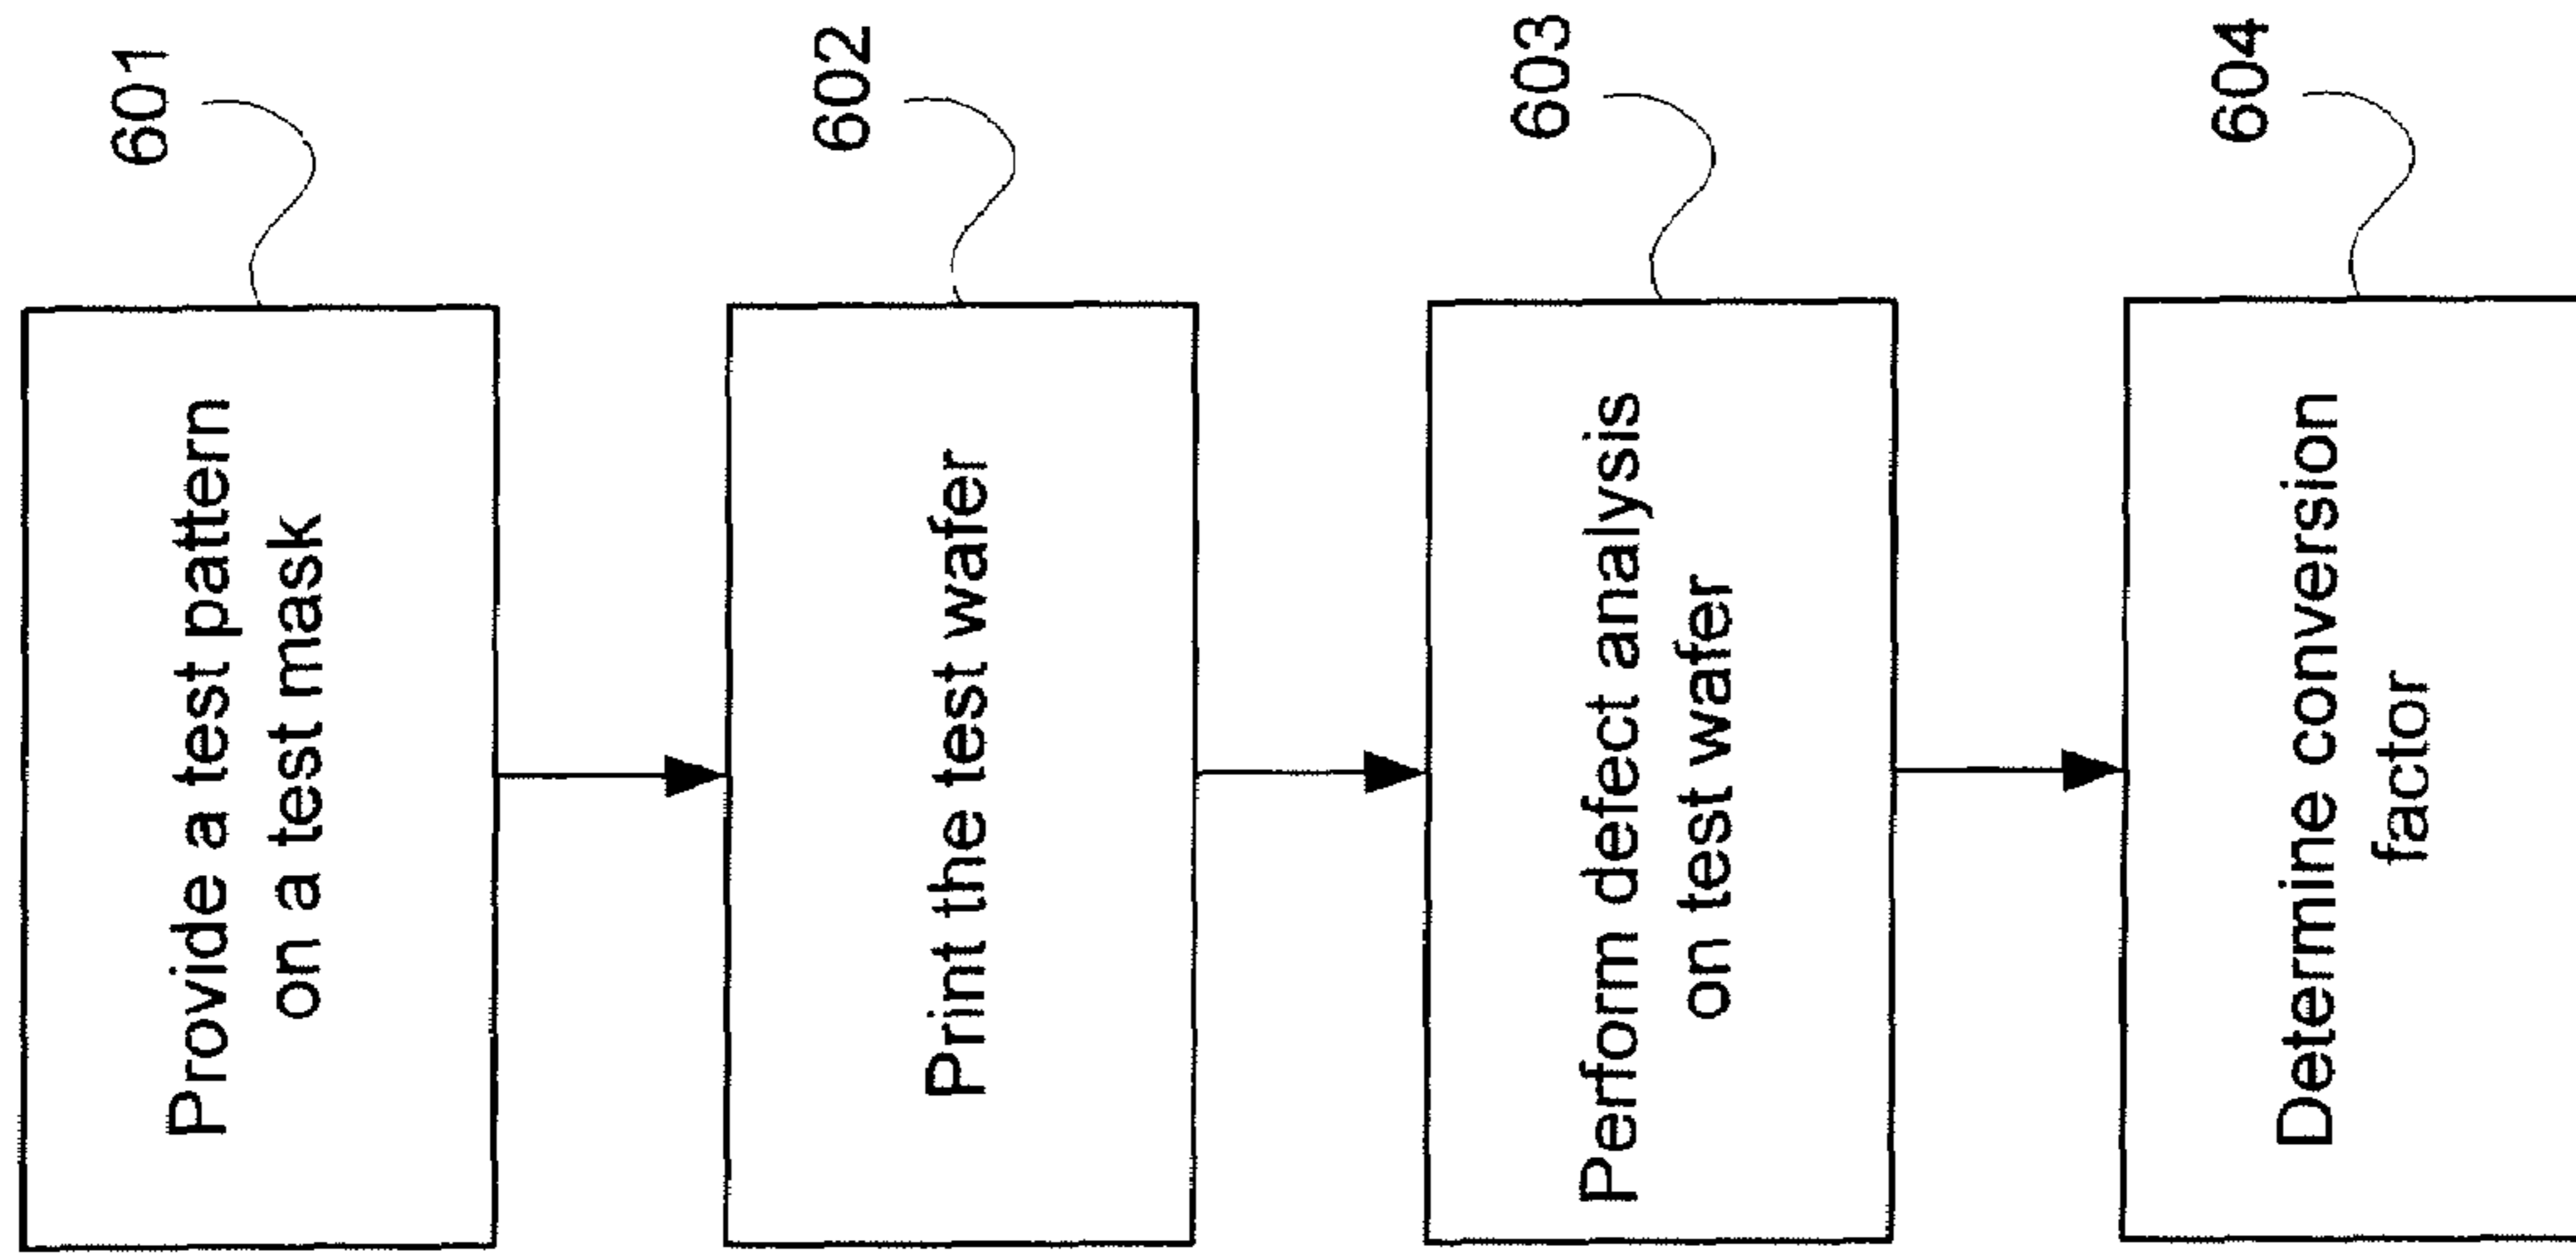 601
Provide a test pattern
on a test mask
602
Print the test wafer
603
Perform defect analysis
on test wafer
604
Determine conversion
factor